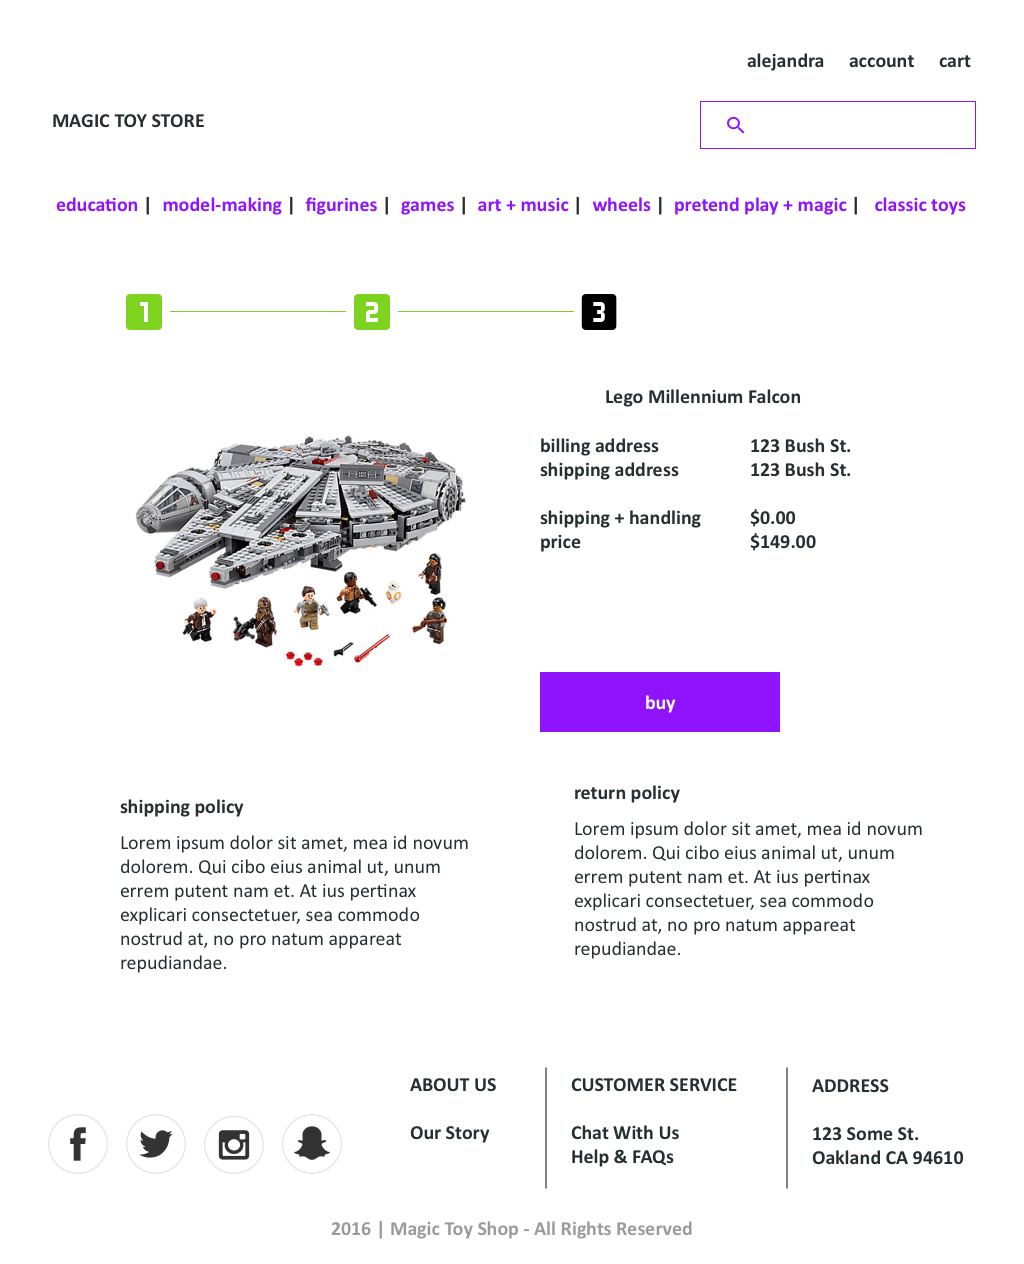 alejandra account cart
MAGIC TOY STORE
education | model-making | figurines | games | art + music | wheels | pretend play + magic | classic toys
1 2 3
Lego Millennium Falcon
billing address 123 Bush St.
shipping address 123 Bush St.
shipping + handling $0.00
price $149.00
buy
shipping policy
Lorem ipsum dolor sit amet, mea id novum
dolorem. Qui cibo eius animal ut, unum
errem putent nam et. At ius pertinax
explicari consectetuer, sea commodo
nostrud at, no pro natum appareat
repudiandae.
return policy
Lorem ipsum dolor sit amet, mea id novum
dolorem. Qui cibo eius animal ut, unum
errem putent nam et. At ius pertinax
explicari consectetuer, sea commodo
nostrud at, no pro natum appareat
repudiandae.
ABOUT US
Our Story
CUSTOMER SERVICE
Chat With Us
Help & FAQs
ADDRESS
123 Some St.
Oakland CA 94610
2016 | Magic Toy Shop - All Rights Reserved